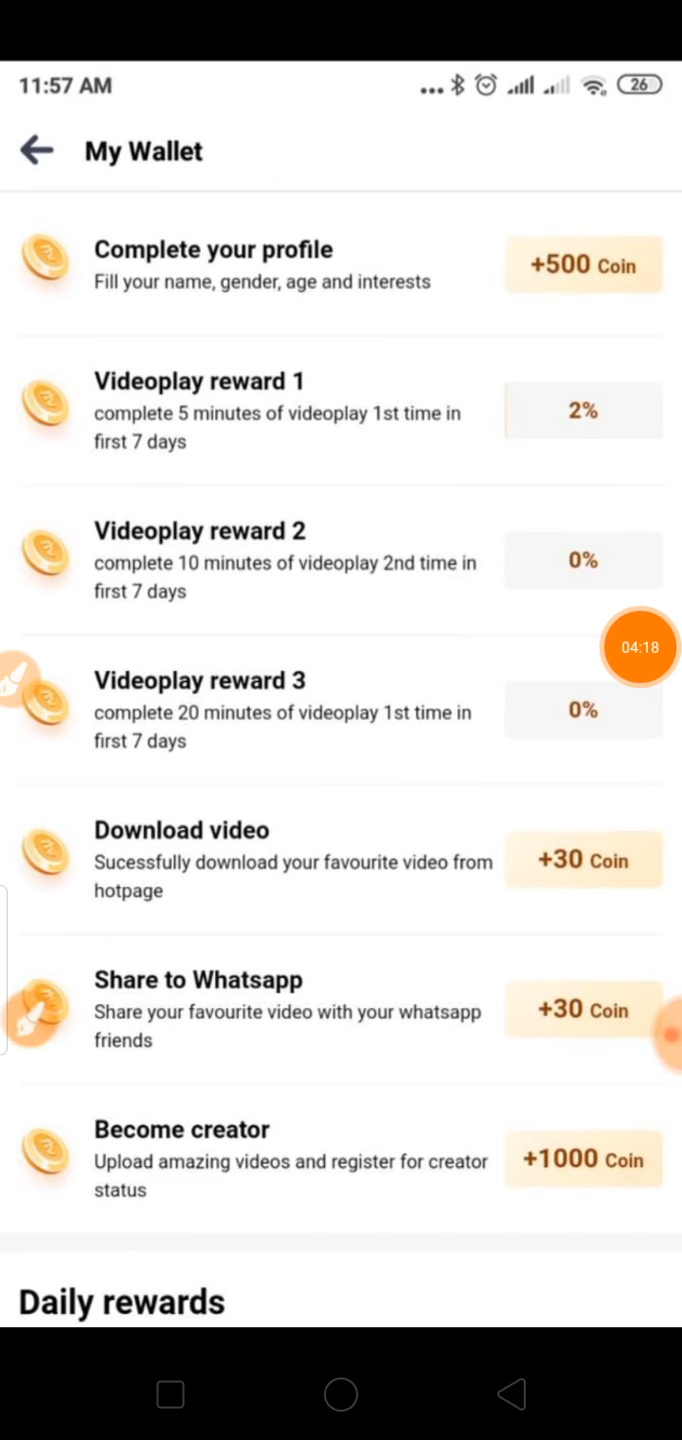 11:57 AM
26
My Wallet
Complete your profile
Fill your name, gender, age and interests
+500 Coin
Videoplay reward 1
complete 5 minutes of videoplay 1st time in
first 7 days
2%
Videoplay reward 2
complete 10 minutes of videoplay 2nd time in
first 7 days
0%
04:18
Videoplay reward 3
complete 20 minutes of videoplay 1st time in
first 7 days
0%
Download video
Sucessfully download your favourite video from
hotpage
+30 Coin
Share to Whatsapp
Share your favourite video with your whatsapp
friends
+30 Coin
Become creator
Upload amazing videos and register for creator
status
+1000 Coin
Daily rewards